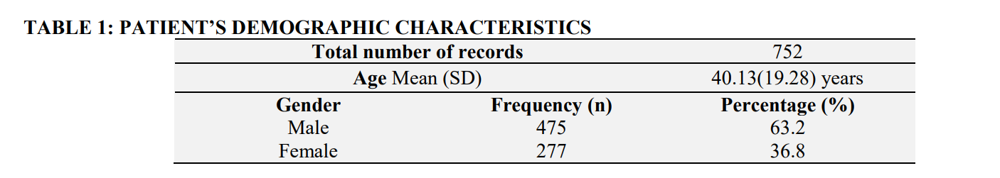 TABLE 1: PATIENT’S DEMOGRAPHIC CHARACTERISTICS
Total number of records 752
Age Mean (SD) 40.13(19.28) years
Gender Frequency (n) Percentage (%)
Male 475 63.2
Female 277 36.8